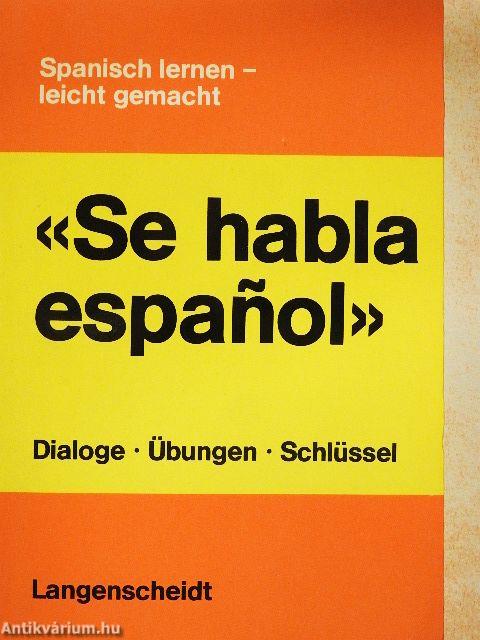 Spanisch lernen –
leicht gemacht
«Se habla
español»
Dialoge · Übungen · Schlüssel
Langenscheidt
Antikvárium.hu